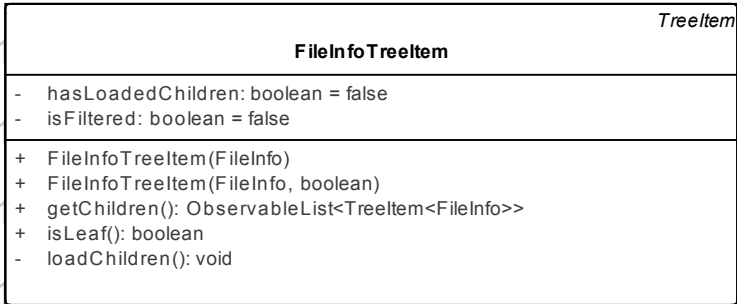 TreeItem
FileInfoTreeItem
- hasLoadedChildren: boolean = false
- isFiltered: boolean = false
+ FileInfoTreeItem(FileInfo)
+ FileInfoTreeItem(FileInfo, boolean)
+ getChildren(): ObservableList<TreeItem<FileInfo>>
+ isLeaf(): boolean
- loadChildren(): void